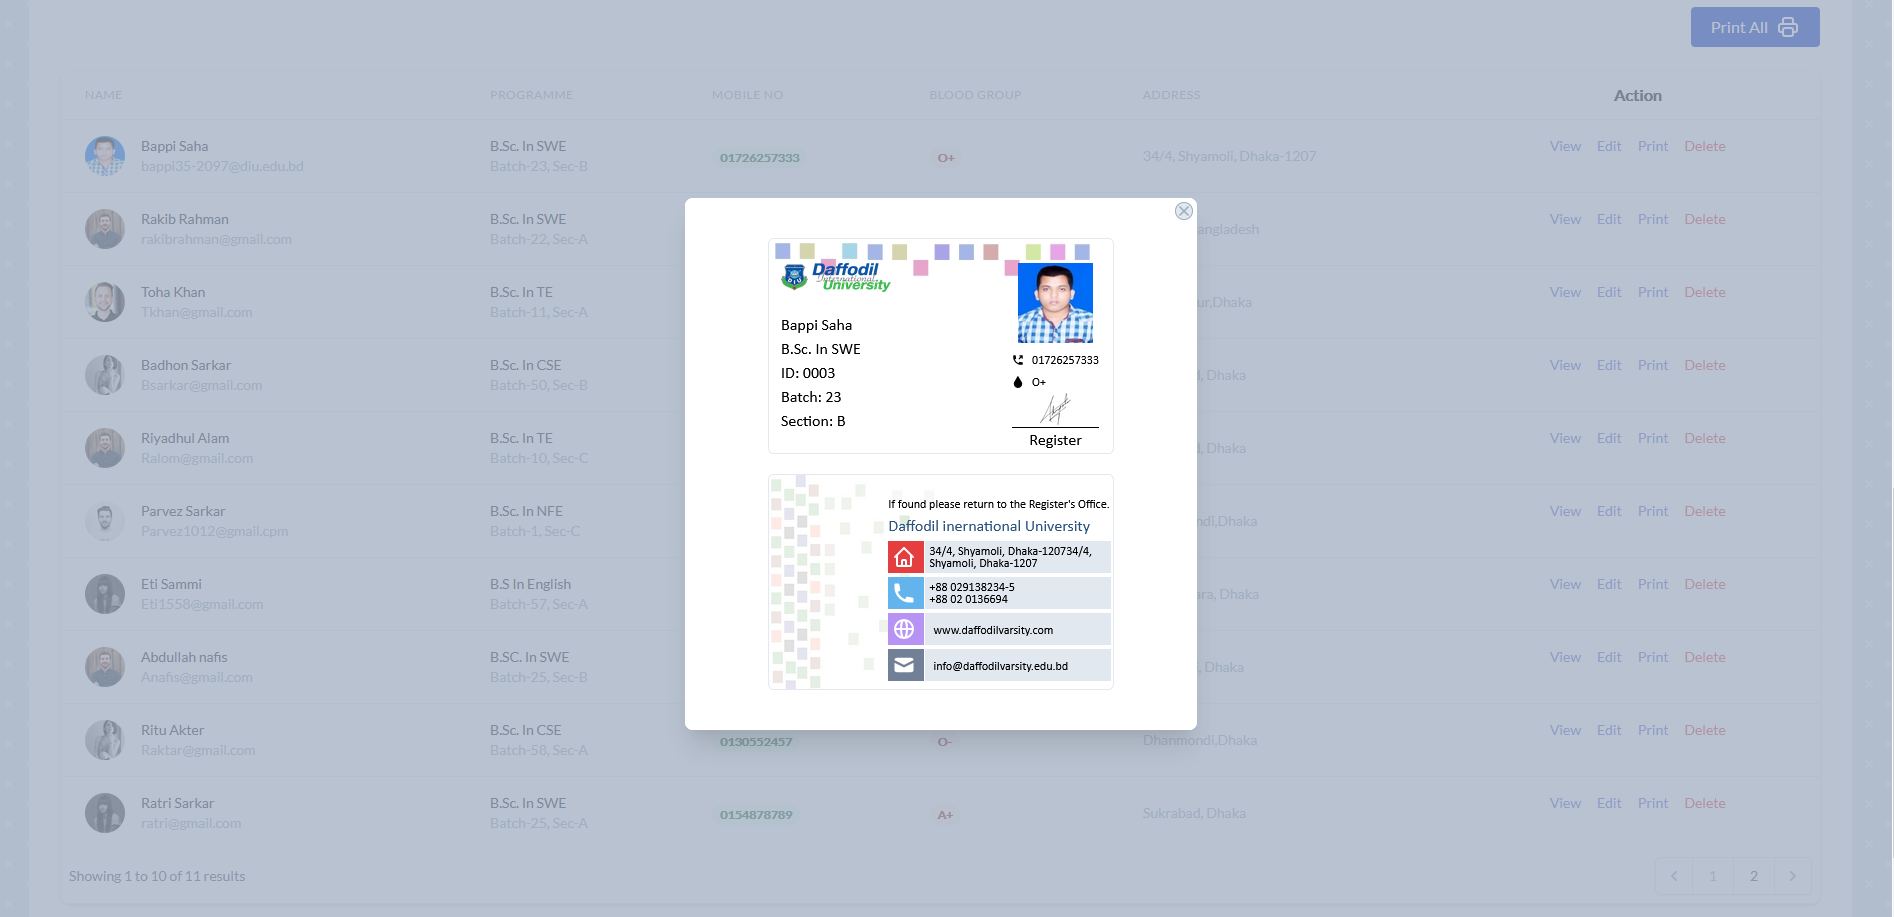 Print All
NAME PROGRAMME MOBILE NO BLOOD GROUP ADDRESS Action
Bappi Saha B.Sc. In SWE
bappi35-2097@diu.edu.bd Batch-23, Sec-B 01726257333 O+ 34/4, Shyamoli, Dhaka-1207 View Edit Print Delete
Rakib Rahman B.Sc. In SWE View Edit Print Delete
rakibrahman@gmail.com Batch-22, Sec-A angladesh
Toha Khan B.Sc. In TE View Edit Print Delete
Tkhan@gmail.com Batch-11, Sec-A ur,Dhaka
Badhon Sarkar B.Sc. In CSE View Edit Print Delete
Bsarkar@gmail.com Batch-50, Sec-B , Dhaka
Riyadhul Alam B.Sc. In TE View Edit Print Delete
Ralom@gmail.com Batch-10, Sec-C , Dhaka
Parvez Sarkar B.Sc. In NFE View Edit Print Delete
Parvez1012@gmail.cpm Batch-1, Sec-C ndi,Dhaka
Eti Sammi B.S In English View Edit Print Delete
Eti1558@gmail.com Batch-57, Sec-A ara, Dhaka
Abdullah nafis B.SC. In SWE View Edit Print Delete
Anafis@gmail.com Batch-25, Sec-B , Dhaka
Ritu Akter B.Sc. In CSE View Edit Print Delete
Raktar@gmail.com Batch-58, Sec-A 0130552457 O- Dhanmondi,Dhaka
Ratri Sarkar B.Sc. In SWE View Edit Print Delete
ratri@gmail.com Batch-25, Sec-A 0154878789 A+ Sukrabad, Dhaka
Showing 1 to 10 of 11 results
1 2
Daffodil
International
University
Bappi Saha
B.Sc. In SWE
ID: 0003
Batch: 23
Section: B
01726257333
O+
Register
If found please return to the Register's Office.
Daffodil inernational University
34/4, Shyamoli, Dhaka-120734/4,
Shyamoli, Dhaka-1207
+88 029138234-5
+88 02 0136694
www.daffodilvarsity.com
info@daffodilvarsity.edu.bd